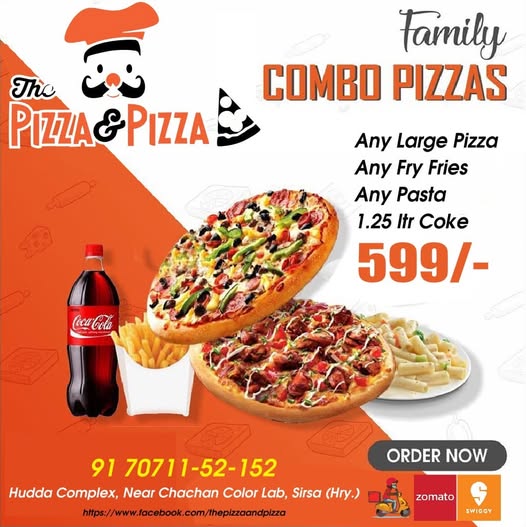 The
PIZZA&PIZZA
Family
COMBO PIZZAS
Any Large Pizza
Any Fry Fries
Any Pasta
1.25 ltr Coke
599/-
Coca-Cola
91 70711-52-152
Hudda Complex, Near Chachan Color Lab, Sirsa (Hry.)
https://www.facebook.com/thepizzaandpizza
ORDER NOW
zomato
SWIGGY